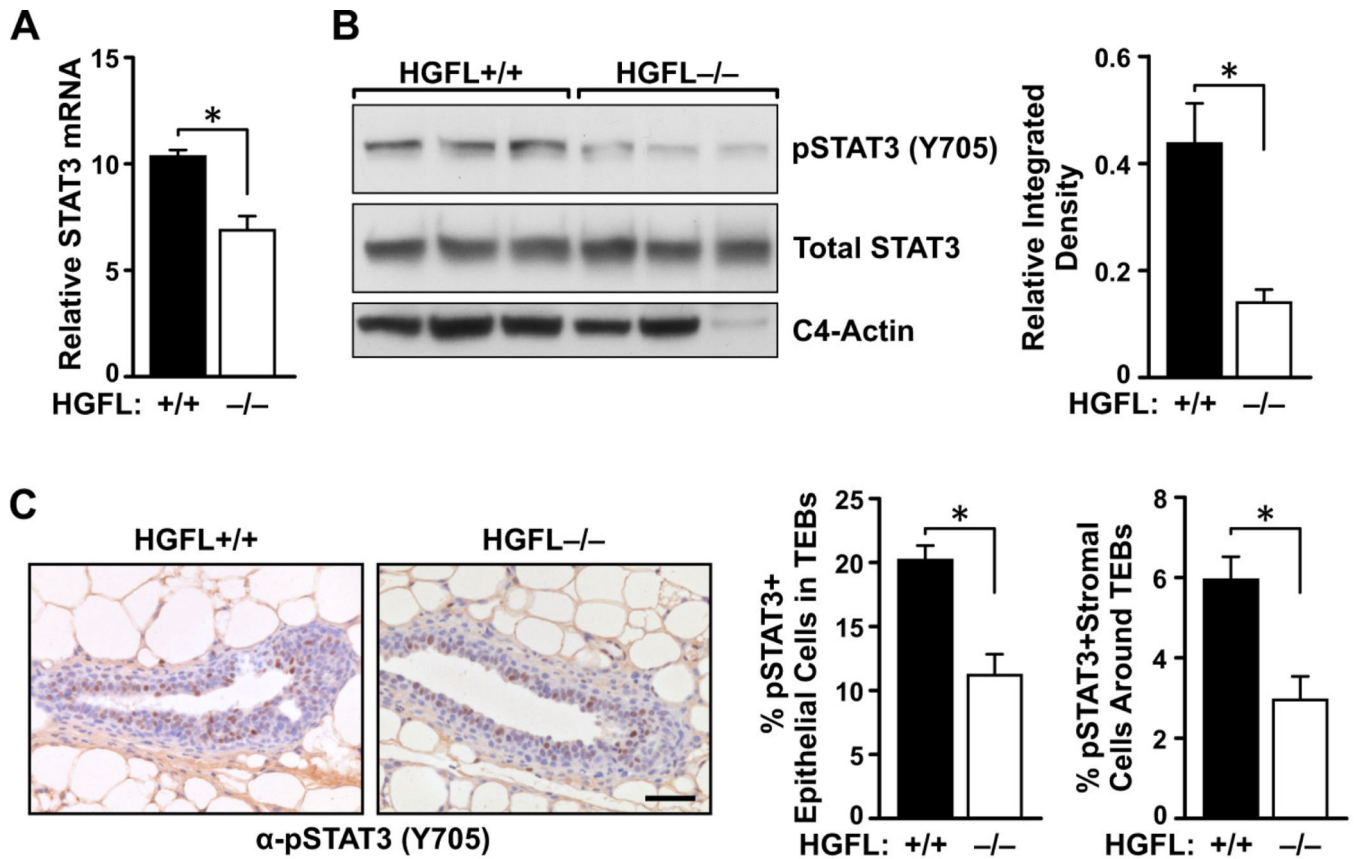 A
Relative STAT3 mRNA
15
10
5
0
*
HGFL: +/+ –/–
B
HGFL+/+ HGFL–/–
pSTAT3 (Y705)
Total STAT3
C4-Actin
Relative Integrated
Density
0.6
0.4
0.2
0
*
HGFL: +/+ –/–
C
HGFL+/+ HGFL–/–
α-pSTAT3 (Y705)
% pSTAT3+
Epithelial Cells in TEBs
25
20
15
10
5
0
*
HGFL: +/+ –/–
% pSTAT3+Stromal
Cells Around TEBs
8
6
4
2
0
*
HGFL: +/+ –/–